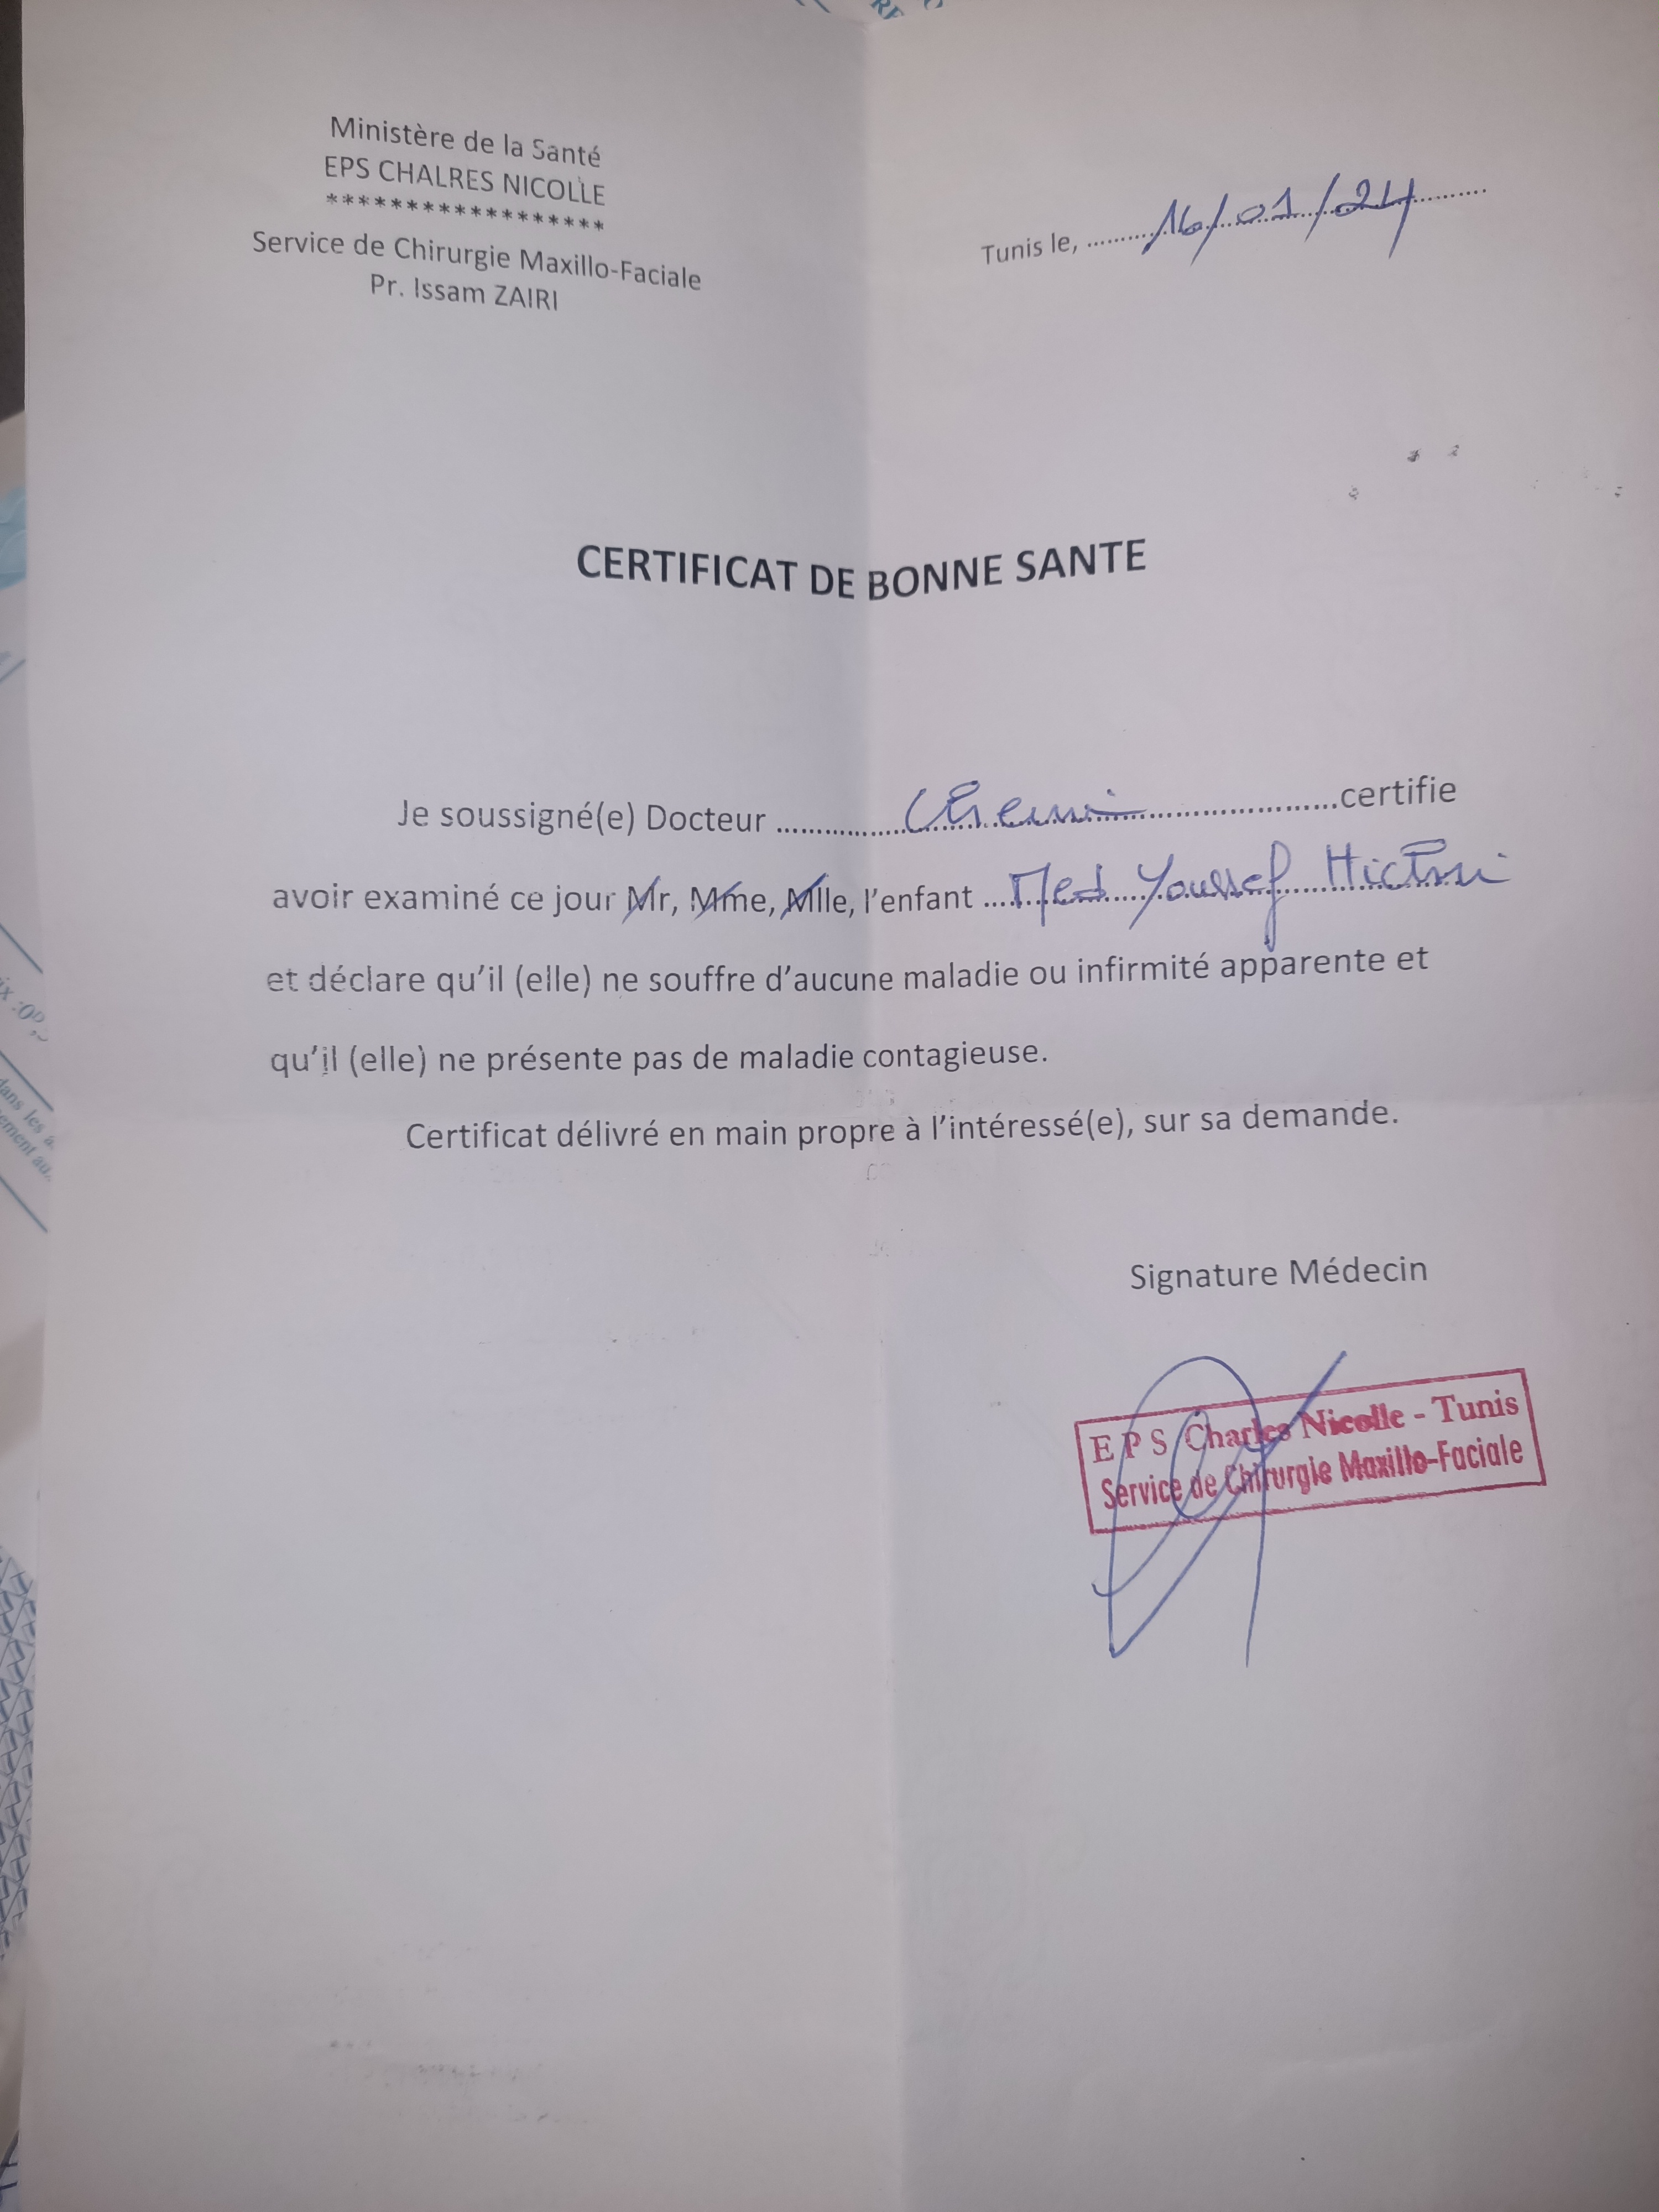 Ministère de la Santé
EPS CHALRES NICOLLE
******************
Service de Chirurgie Maxillo-Faciale
Pr. Issam ZAIRI
Tunis le, 16/01/24
CERTIFICAT DE BONNE SANTE
Je soussigné(e) Docteur certifie
avoir examiné ce jour Mr, Mme, Mlle, l'enfant Med Youssef
et déclare qu'il (elle) ne souffre d'aucune maladie ou infirmité apparente et
qu'il (elle) ne présente pas de maladie contagieuse.
Certificat délivré en main propre à l'intéressé(e), sur sa demande.
Signature Médecin
EPS Charles Nicolle - Tunis
Service de Chirurgie Maxillo-Faciale